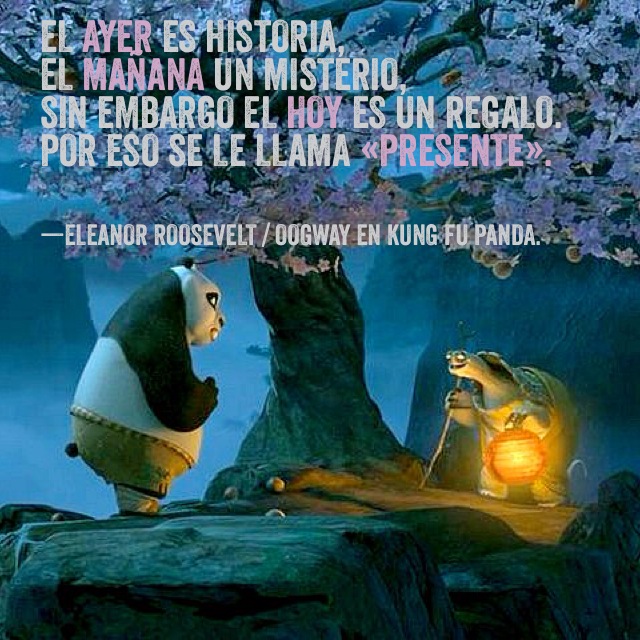 EL AYER ES HISTORIA,
EL MAÑANA UN MISTERIO,
SIN EMBARGO EL HOY ES UN REGALO.
POR ESO SE LE LLAMA «PRESENTE».
—ELEANOR ROOSEVELT / OOGWAY EN KUNG FU PANDA.